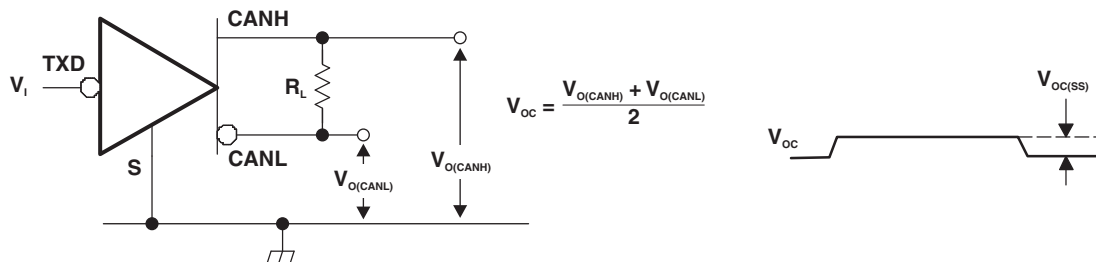 CANH
TXD
V_I
R_L
CANL
S
V_O(CANL)
V_O(CANH)
V_OC = V_O(CANH) + V_O(CANL)
2
V_OC(SS)
V_OC